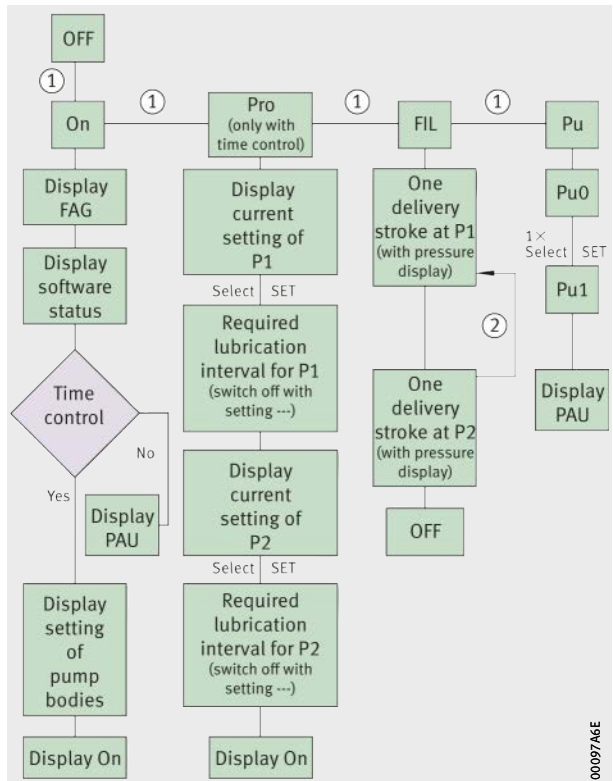 OFF
1
On
1
Pro
(only with
time control)
1
FIL
1
Pu
Display
FAG
Display
software
status
Time
control
No
Yes
Display
PAU
Display
setting
of
pump
bodies
Display On
Display
current
setting of
P1
Select SET
Required
lubrication
interval for P1
(switch off with
setting ---)
Display
current
setting of
P2
Select SET
Required
lubrication
interval for P2
(switch off with
setting ---)
Display On
One
delivery
stroke at P1
(with pressure
display)
2
One
delivery
stroke at P2
(with pressure
display)
OFF
Pu0
1×
Select SET
Pu1
Display
PAU
00097A6E